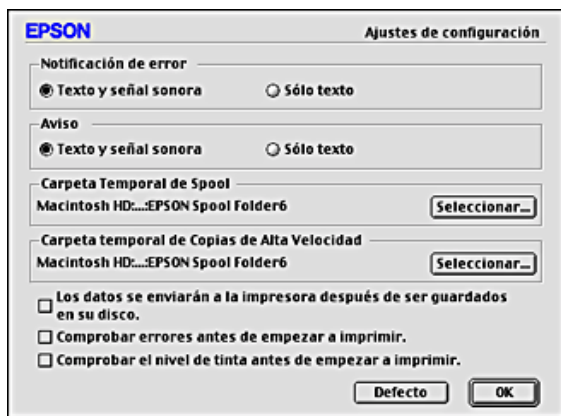 EPSON Ajustes de configuración
Notificación de error
Texto y señal sonora Sólo texto
Aviso
Texto y señal sonora Sólo texto
Carpeta Temporal de Spool
Macintosh HD:...:EPSON Spool Folder6 Seleccionar...
Carpeta temporal de Copias de Alta Velocidad
Macintosh HD:...:EPSON Spool Folder6 Seleccionar...
Los datos se enviarán a la impresora después de ser guardados
en su disco.
Comprobar errores antes de empezar a imprimir.
Comprobar el nivel de tinta antes de empezar a imprimir.
Defecto OK